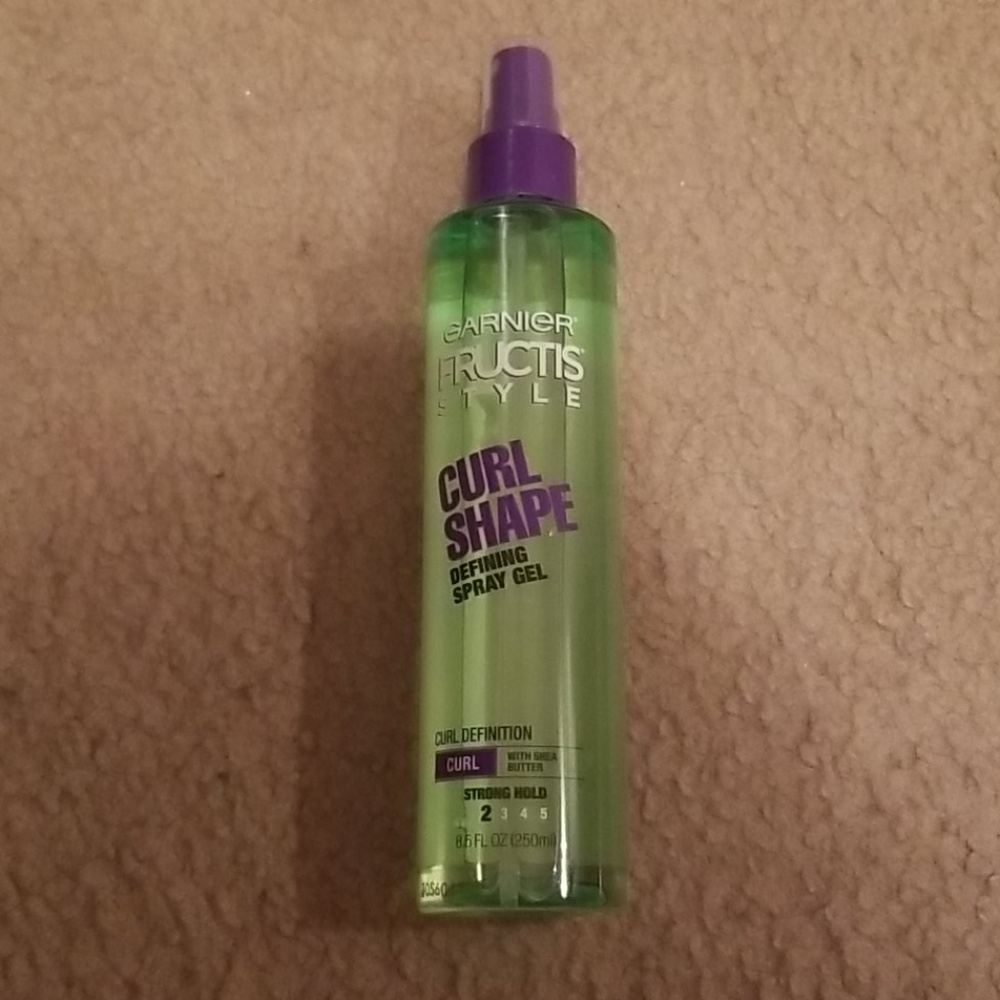 GARNIER®
FRUCTIS®
STYLE
CURL
SHAPE
DEFINING
SPRAY GEL
CURL DEFINITION
CURL
WITH SHEA
BUTTER
STRONG HOLD
2 3 4 5
8.5 FL OZ (250ml)